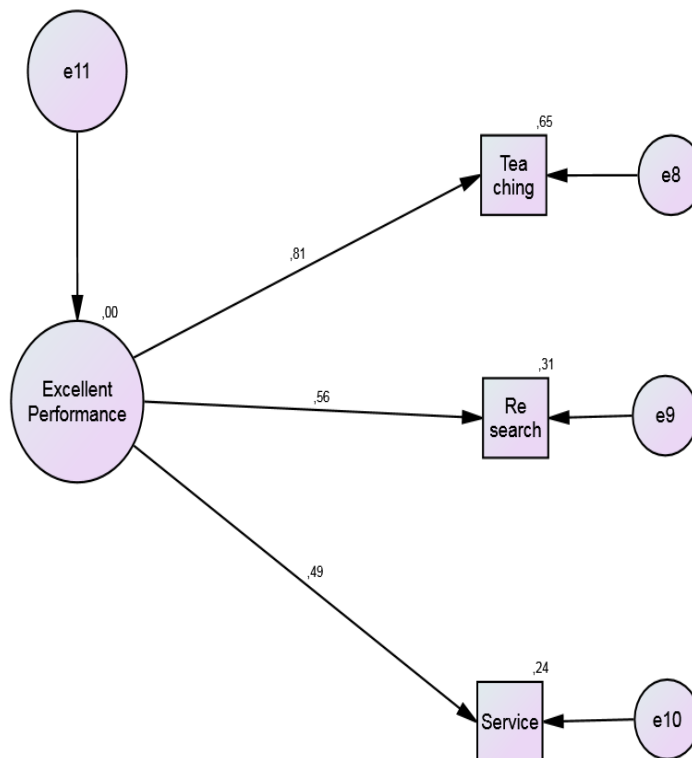 e11
,65
Tea
ching
e8
,81
,00
Excellent
Performance
,56
,31
Re
search
e9
,49
,24
Service
e10